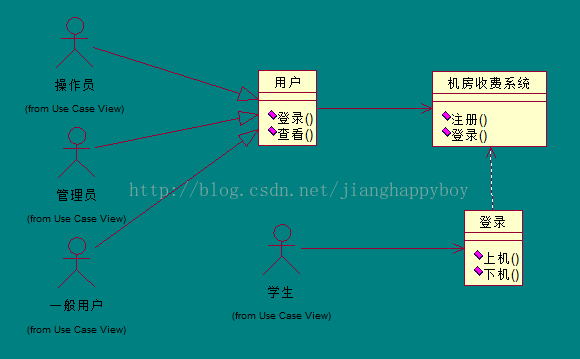 操作员
(from Use Case View)
用户
登录()
查看()
机房收费系统
注册()
登录()
管理员
(from Use Case View)
http://blog.csdn.net/jianghappyboy
登录
上机()
下机()
一般用户
(from Use Case View)
学生
(from Use Case View)